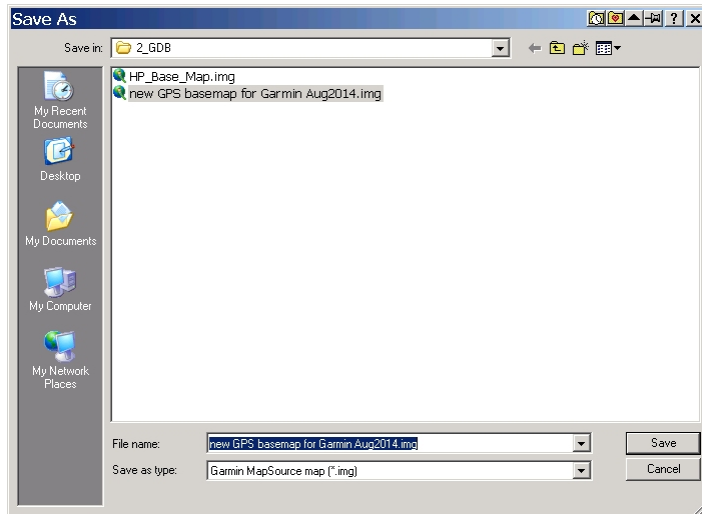 Save As
Save in: 2_GDB
HP_Base_Map.img
new GPS basemap for Garmin Aug2014.img
My Recent
Documents
Desktop
My Documents
My Computer
My Network
Places
File name: new GPS basemap for Garmin Aug2014.img Save
Save as type: Garmin MapSource map (*.img) Cancel